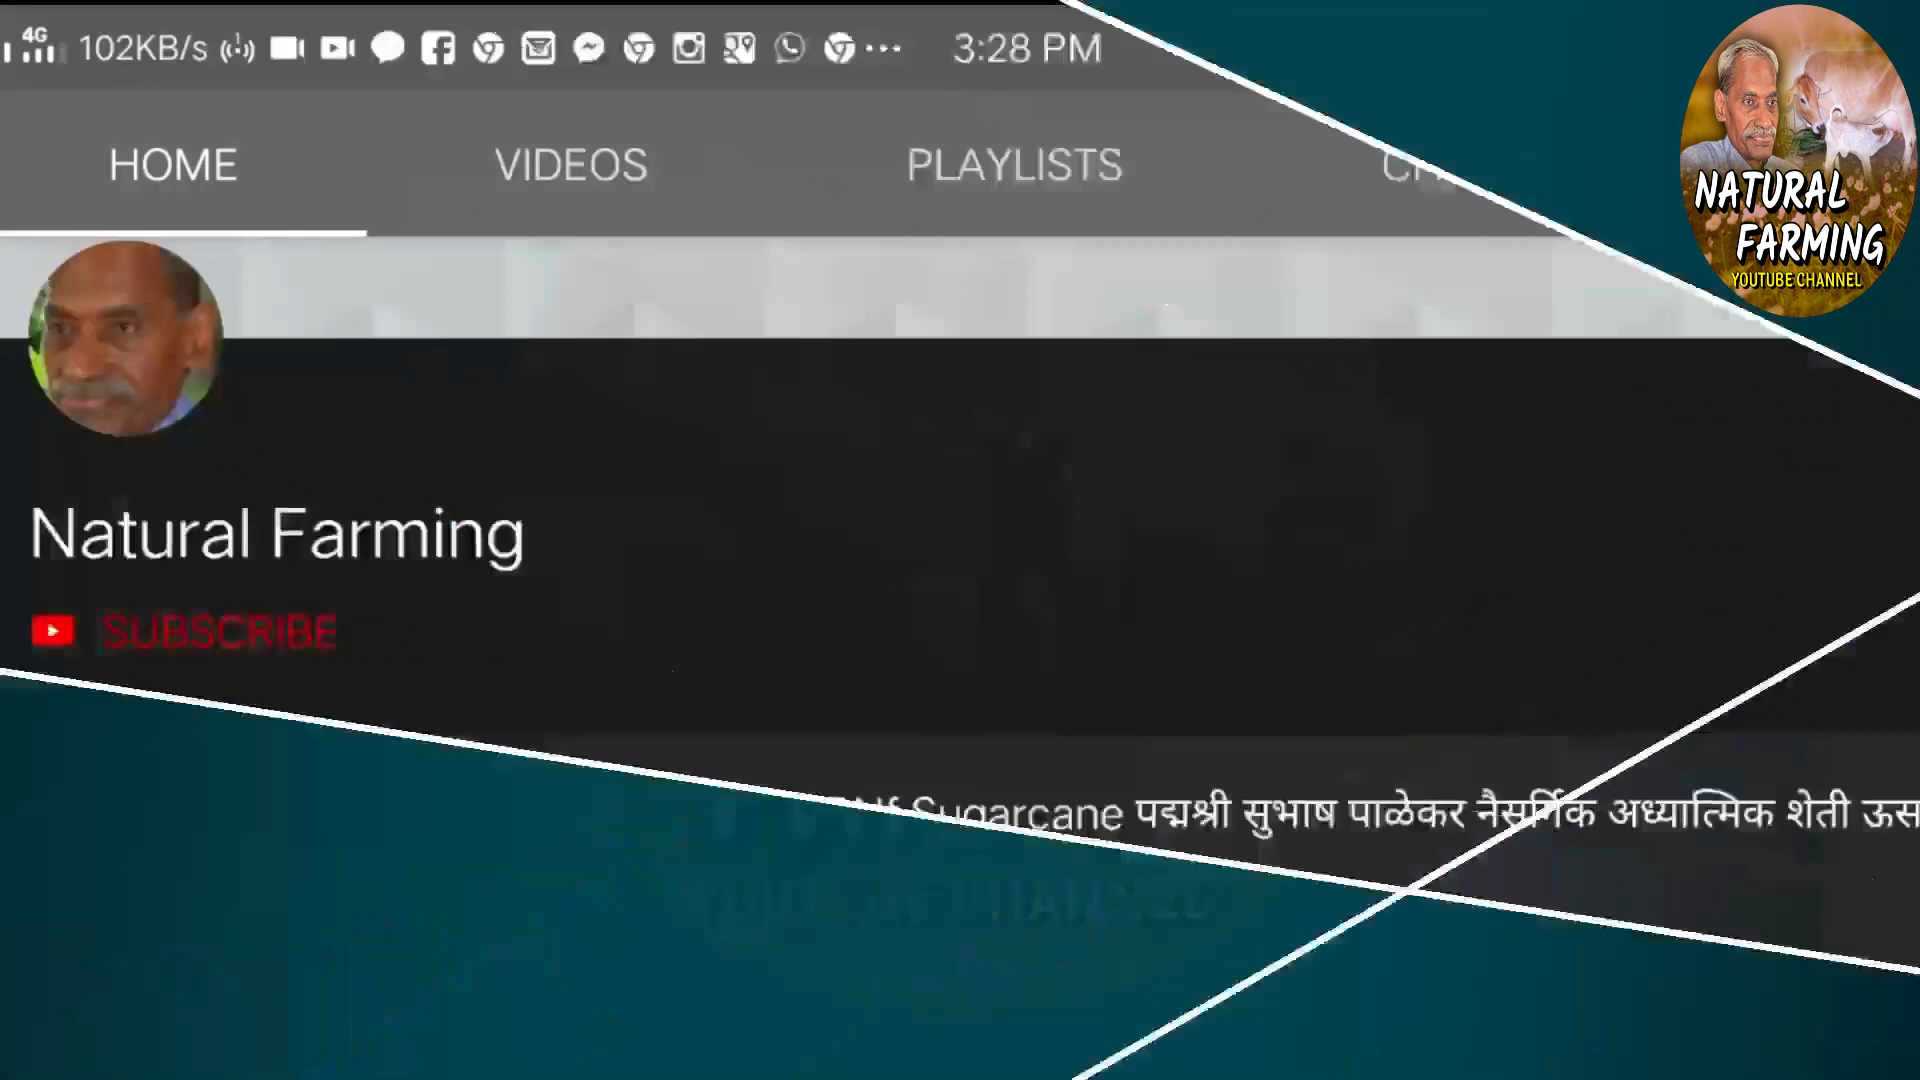 4G
102KB/s
3:28 PM
HOME VIDEOS PLAYLISTS
NATURAL
FARMING
YOUTUBE CHANNEL
Natural Farming
SUBSCRIBE
Sugarcane पद्मश्री सुभाष पाळेकर नैसर्गिक अध्यात्मिक शेती ऊस